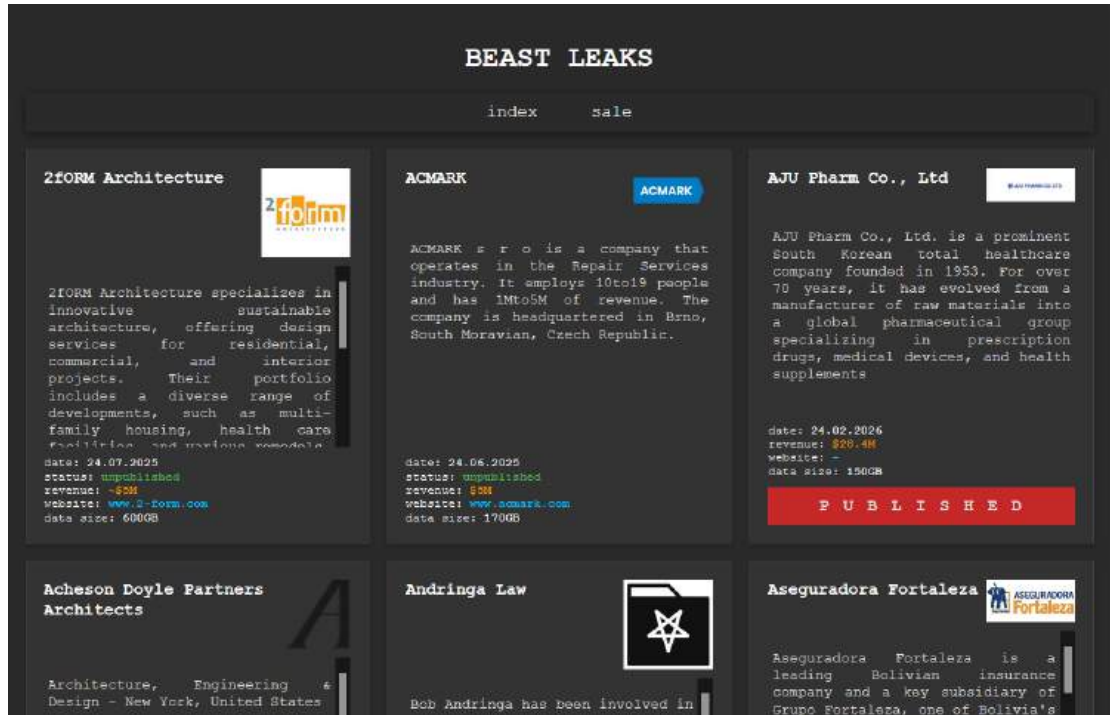 BEAST LEAKS
index sale
2fORM Architecture
2form
ARCHITECTURE
2fORM Architecture specializes in
innovative sustainable
architecture, offering design
services for residential,
commercial, and interior
projects. Their portfolio
includes a diverse range of
developments, such as multi-
family housing, health care
facilities, and various remodels.
date: 24.07.2025
status: unpublished
revenue: ~$5M
website: www.2-form.com
data size: 600GB
ACMARK
ACMARK
ACMARK s r o is a company that
operates in the Repair Services
industry. It employs 10to19 people
and has 1Mto5M of revenue. The
company is headquartered in Brno,
South Moravian, Czech Republic.
date: 24.06.2025
status: unpublished
revenue: $5M
website: www.acmark.com
data size: 170GB
AJU Pharm Co., Ltd
AJU PHARM CO.,LTD
AJU Pharm Co., Ltd. is a prominent
South Korean total healthcare
company founded in 1953. For over
70 years, it has evolved from a
manufacturer of raw materials into
a global pharmaceutical group
specializing in prescription
drugs, medical devices, and health
supplements
date: 24.02.2026
revenue: $28.4M
website: -
data size: 150GB
PUBLISHED
Acheson Doyle Partners
Architects
A
Architecture, Engineering &
Design - New York, United States
Andringa Law
Bob Andringa has been involved in
Aseguradora Fortaleza
ASEGURADORA
Fortaleza
Aseguradora Fortaleza is a
leading Bolivian insurance
company and a key subsidiary of
Grupo Fortaleza, one of Bolivia's